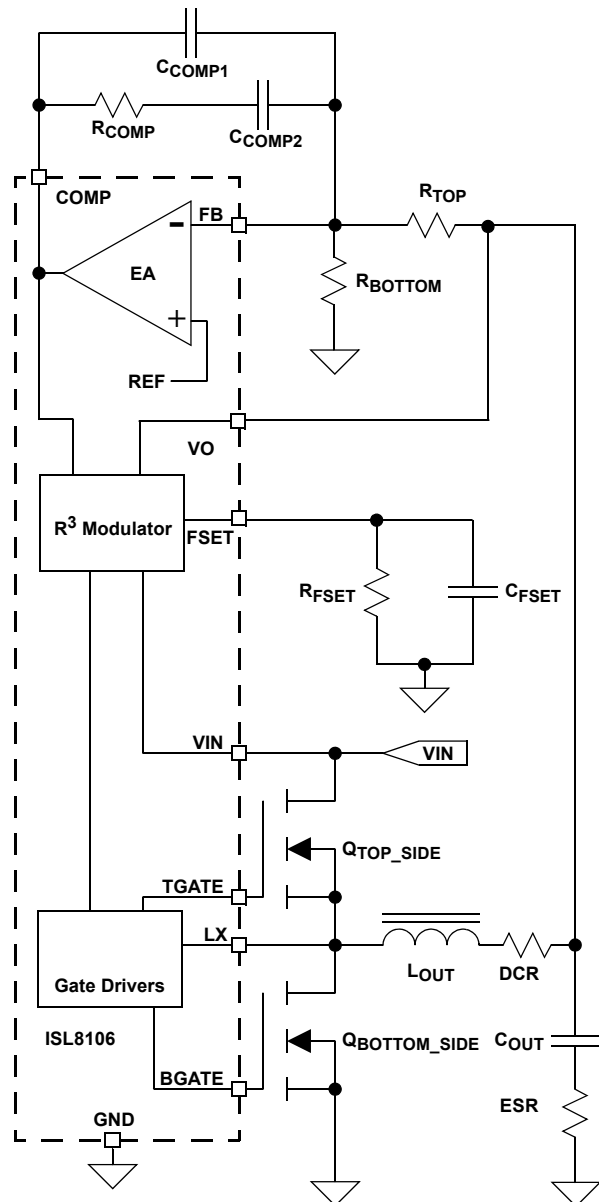 CCOMP1
RCOMP
CCOMP2
COMP
FB
RTOP
-
EA
RBOTTOM
+
REF
VO
R3 Modulator
FSET
RFSET
CFSET
VIN
VIN
QTOP_SIDE
TGATE
LX
LOUT
DCR
Gate Drivers
ISL8106
QBOTTOM_SIDE
COUT
BGATE
ESR
GND